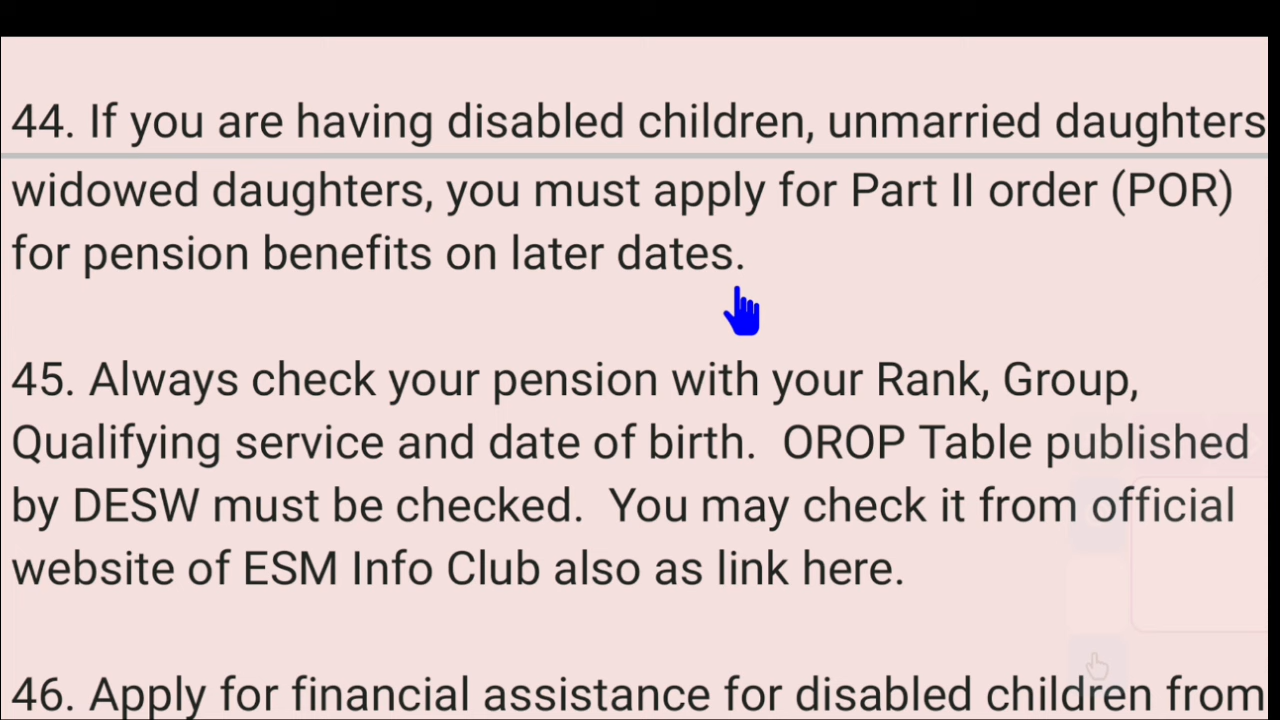 44. If you are having disabled children, unmarried daughters
widowed daughters, you must apply for Part II order (POR)
for pension benefits on later dates.
45. Always check your pension with your Rank, Group,
Qualifying service and date of birth.  OROP Table published
by DESW must be checked.  You may check it from official
website of ESM Info Club also as link here.
46. Apply for financial assistance for disabled children from